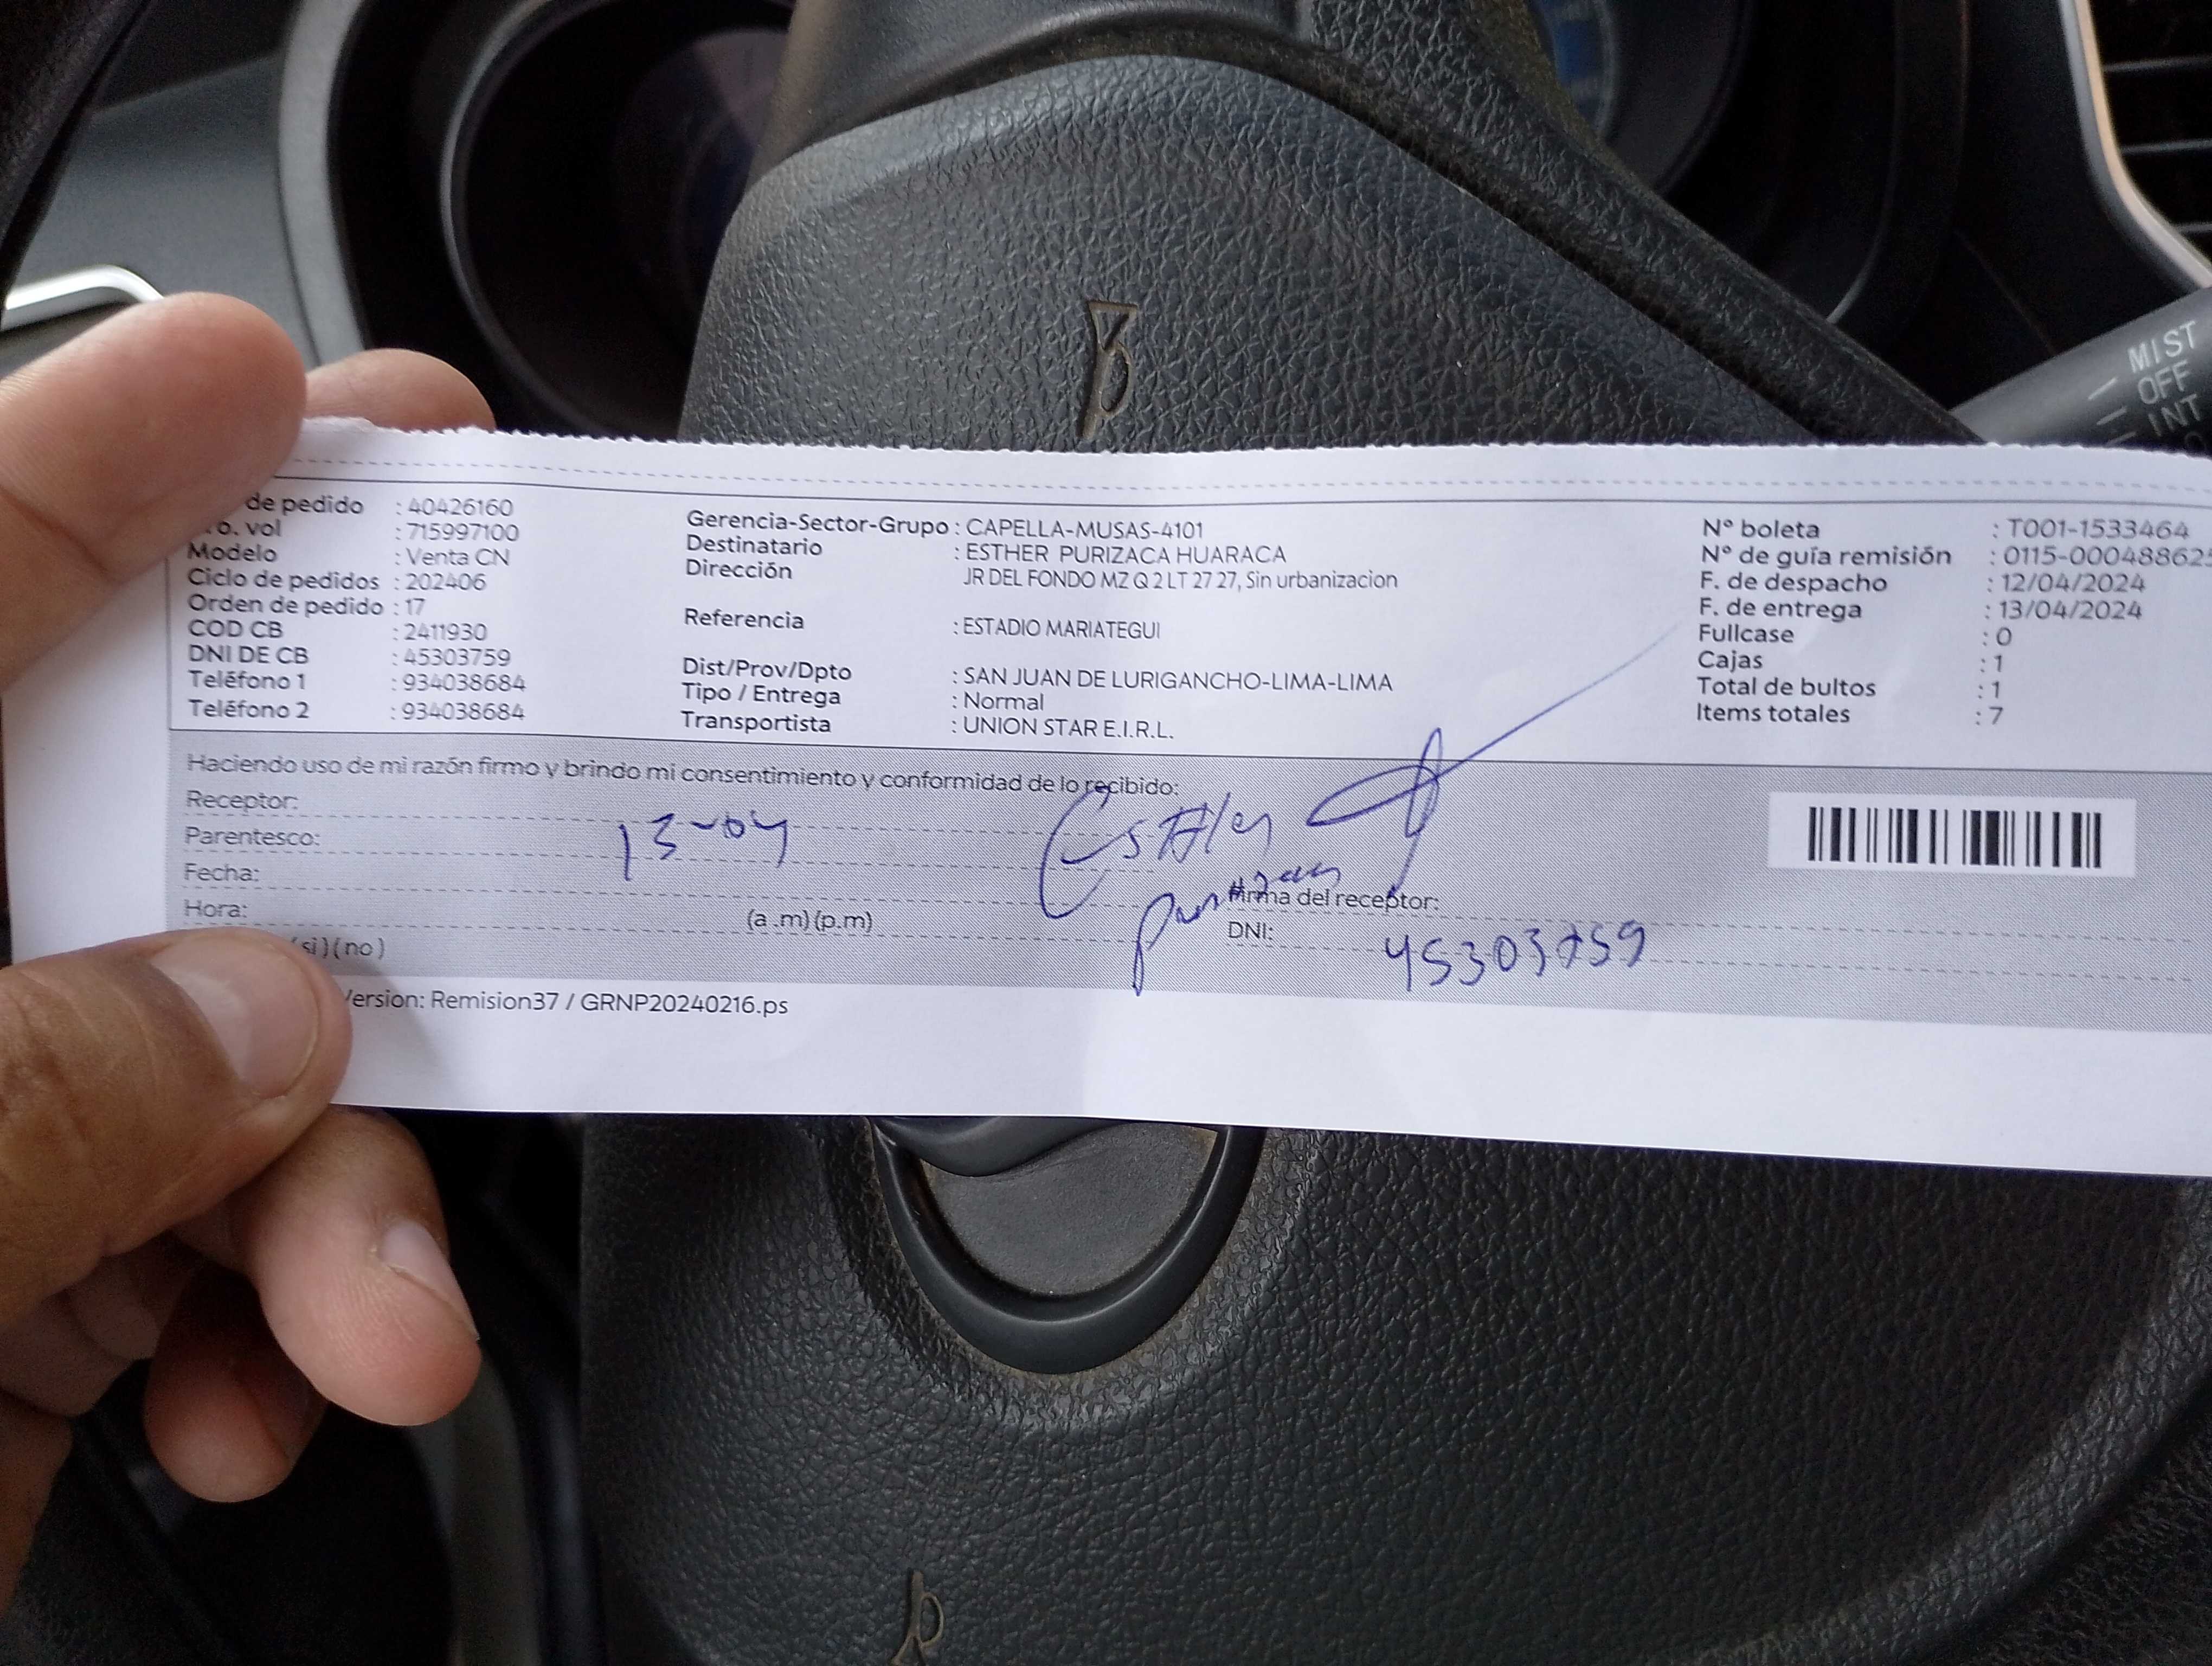 MIST
OFF
INT
de pedido : 40426160
o. vol : 715997100
Modelo : Venta CN
Ciclo de pedidos : 202406
Orden de pedido : 17
COD CB : 2411930
DNI DE CB : 45303759
Teléfono 1 : 934038684
Teléfono 2 : 934038684
Gerencia-Sector-Grupo : CAPELLA-MUSAS-4101
Destinatario : ESTHER PURIZACA HUARACA
Dirección JR DEL FONDO MZ Q 2 LT 27 27, Sin urbanizacion
Referencia : ESTADIO MARIATEGUI
Dist/Prov/Dpto : SAN JUAN DE LURIGANCHO-LIMA-LIMA
Tipo / Entrega : Normal
Transportista : UNION STAR E.I.R.L.
N° boleta : T001-1533464
N° de guía remisión : 0115-000488625
F. de despacho : 12/04/2024
F. de entrega : 13/04/2024
Fullcase : 0
Cajas : 1
Total de bultos : 1
Items totales : 7
Haciendo uso de mi razón firmo y brindo mi consentimiento y conformidad de lo recibido:
Receptor:
Parentesco: 13-04
Fecha:
Hora: (a .m) (p.m)
(si) (no)
Firma del receptor:
DNI: 45303759
Version: Remision37 / GRNP20240216.ps